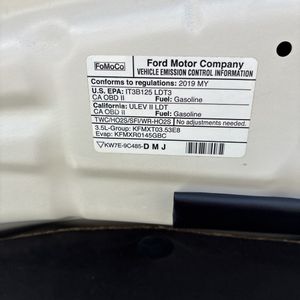 FoMoCo
Ford Motor Company
VEHICLE EMISSION CONTROL INFORMATION
Conforms to regulations: 2019 MY
U.S. EPA: IT3B125 LDT3
CA OBD II Fuel: Gasoline
California: ULEV II LDT
CA OBD II Fuel: Gasoline
TWC/HO2S/SFI/WR-HO2S No adjustments needed.
3.5L-Group: KFMXT03.53E8
Evap: KFMXR0145GBC
KW7E-9C485-D M J